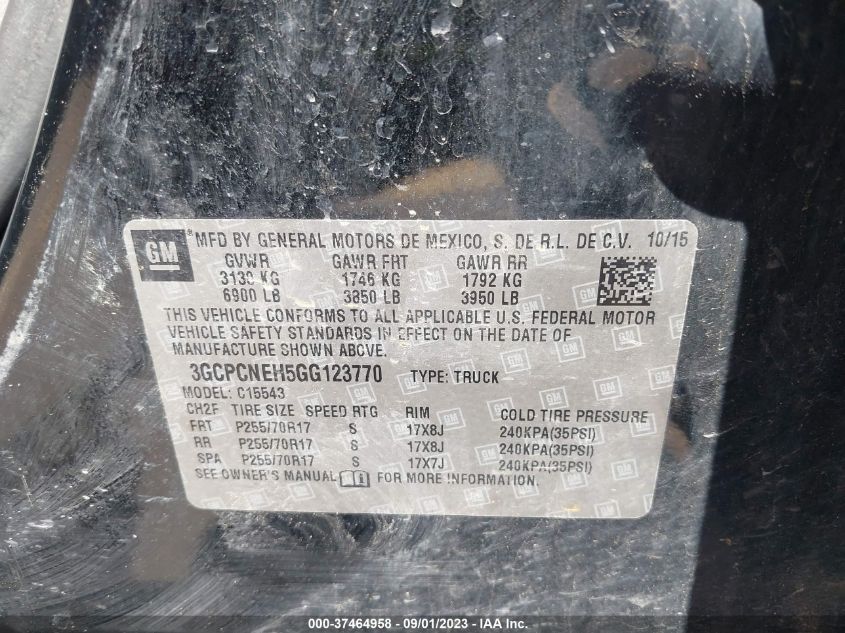 GM ® MFD BY GENERAL MOTORS DE MEXICO, S. DE R.L. DE C.V. 10/15
GVWR GAWR FRT GAWR RR
3130 KG 1746 KG 1792 KG
6900 LB 3850 LB 3950 LB
THIS VEHICLE CONFORMS TO ALL APPLICABLE U.S. FEDERAL MOTOR
VEHICLE SAFETY STANDARDS IN EFFECT ON THE DATE OF
MANUFACTURE SHOWN ABOVE.
3GCPCNEH5GG123770 TYPE: TRUCK
MODEL: C15543
CH2F TIRE SIZE SPEED RTG RIM COLD TIRE PRESSURE
FRT P255/70R17 S 17X8J 240KPA(35PSI)
RR P255/70R17 S 17X8J 240KPA(35PSI)
SPA P255/70R17 S 17X7J 240KPA(35PSI)
SEE OWNER'S MANUAL FOR MORE INFORMATION.
000-37464958 - 09/01/2023 - IAA Inc.